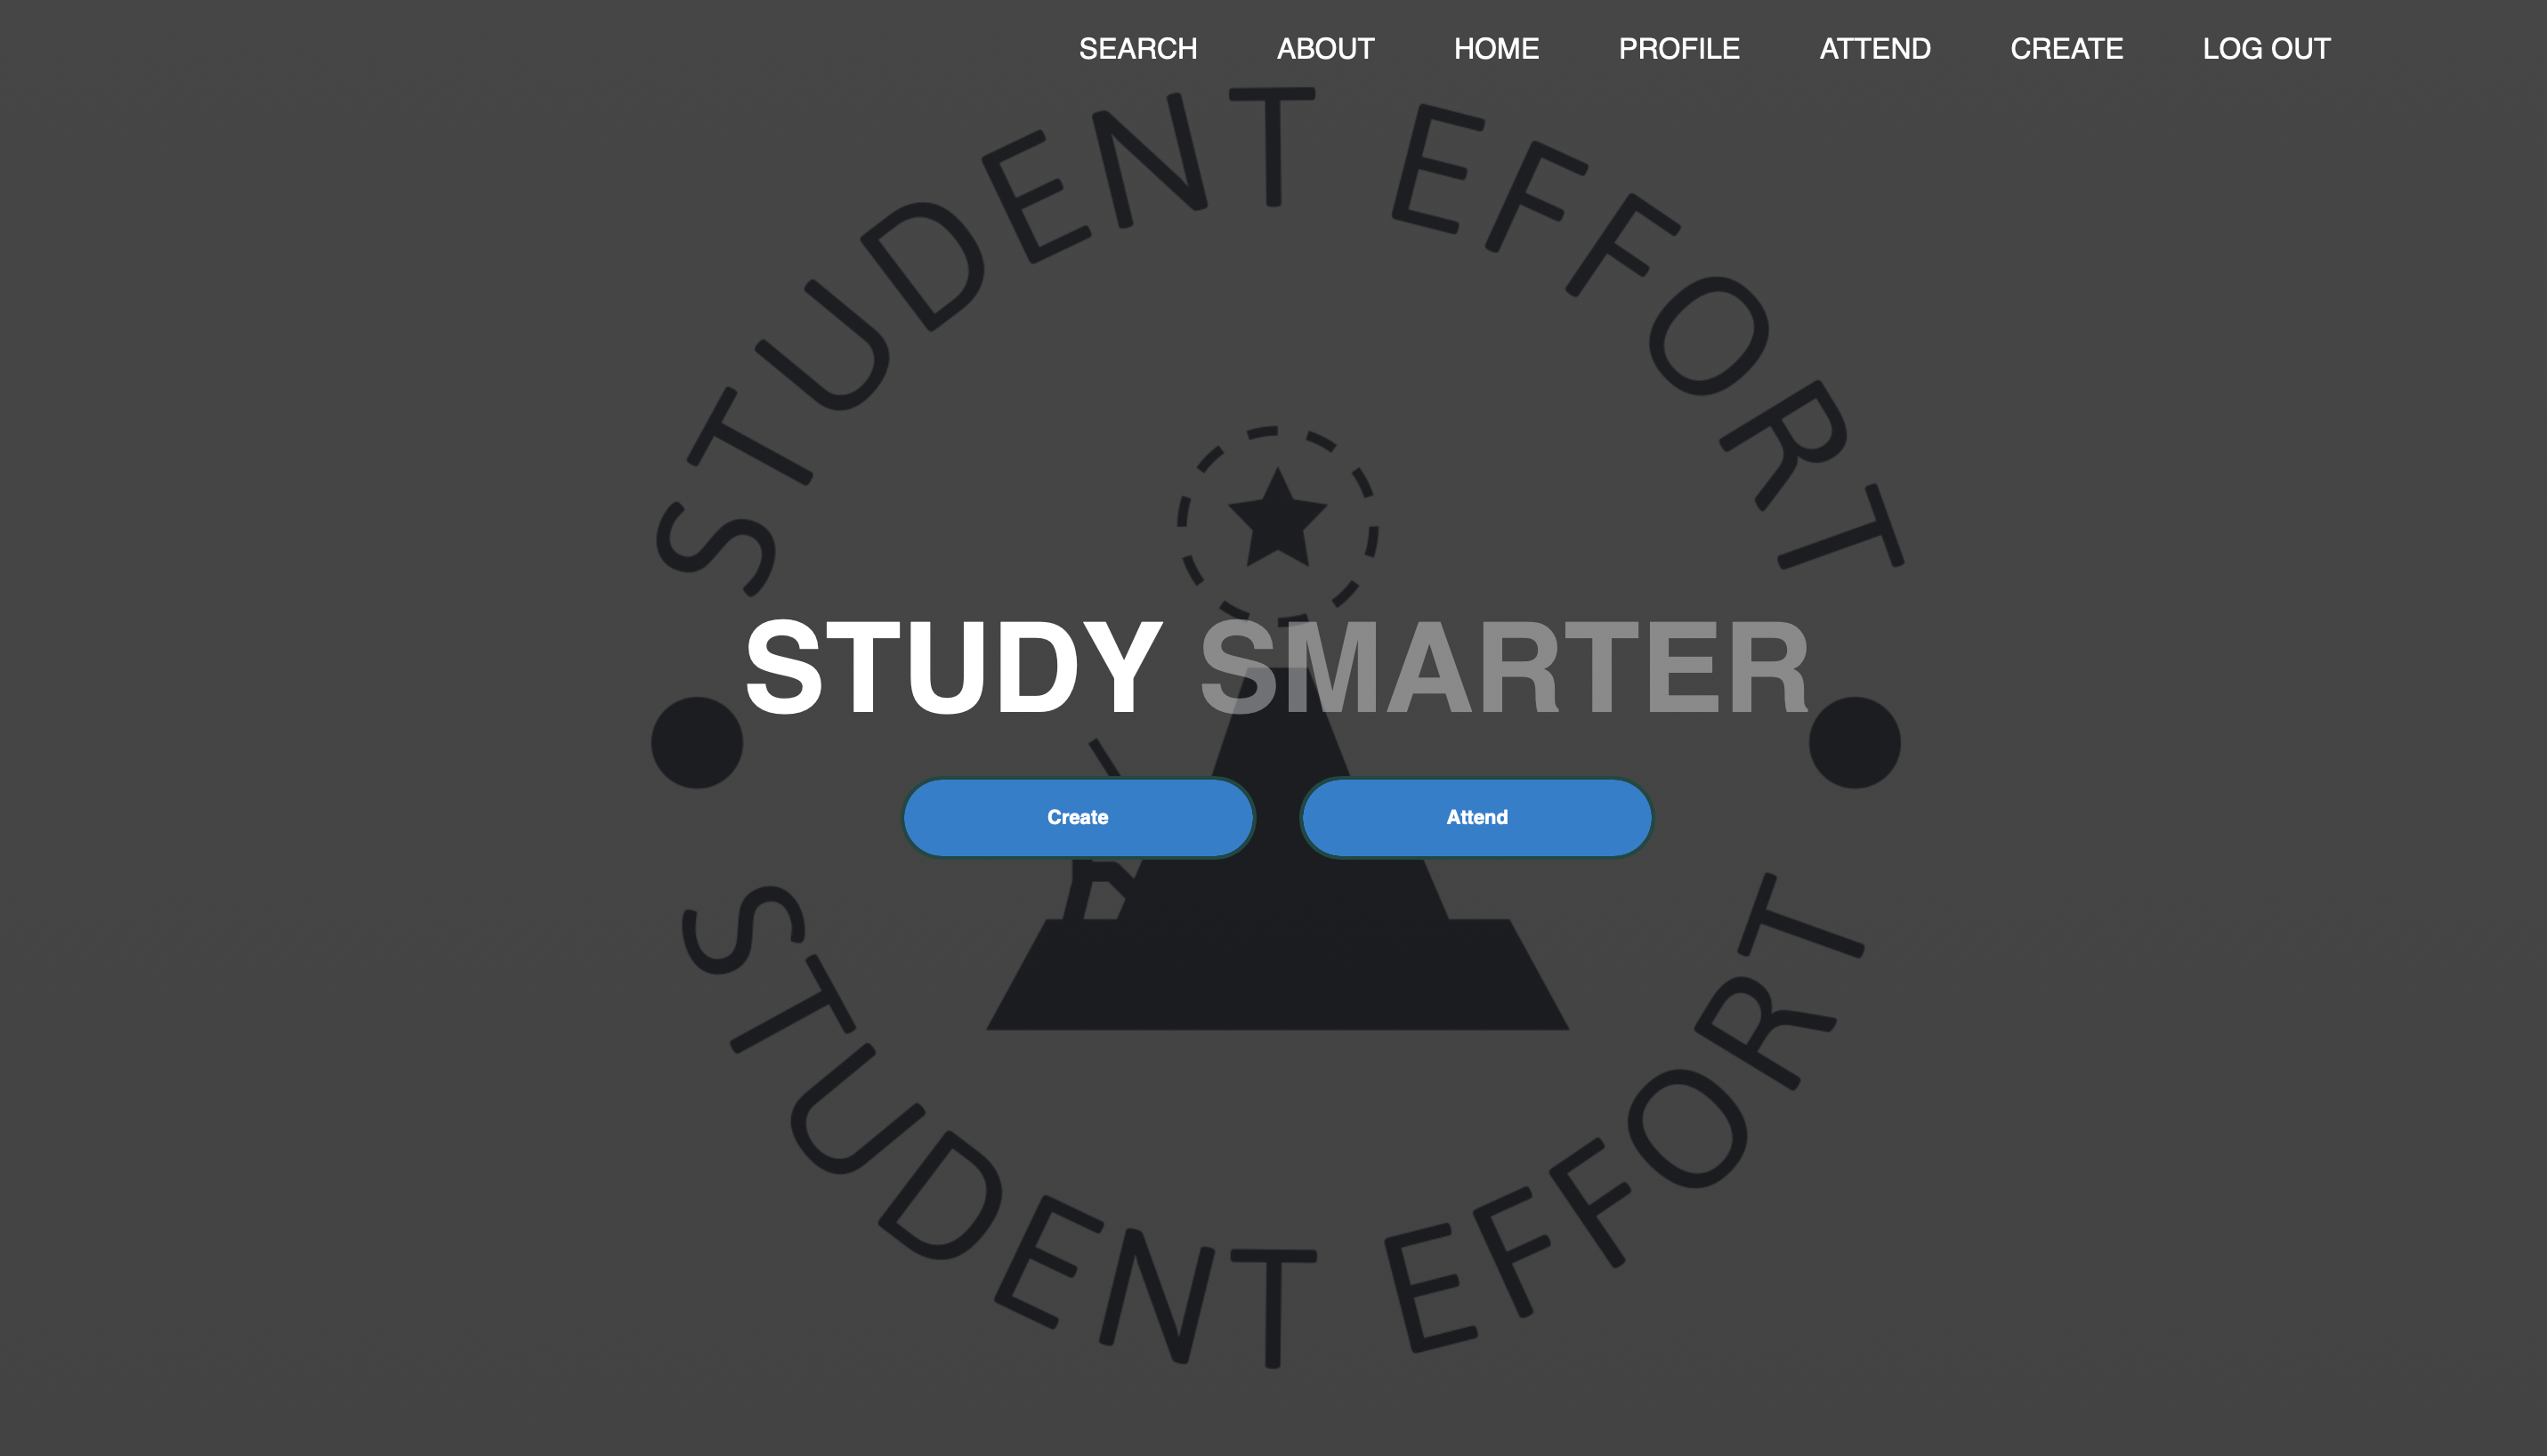 SEARCH ABOUT HOME PROFILE ATTEND CREATE LOG OUT
STUDENT EFFORT
STUDY SMARTER
Create Attend
STUDENT EFFORT